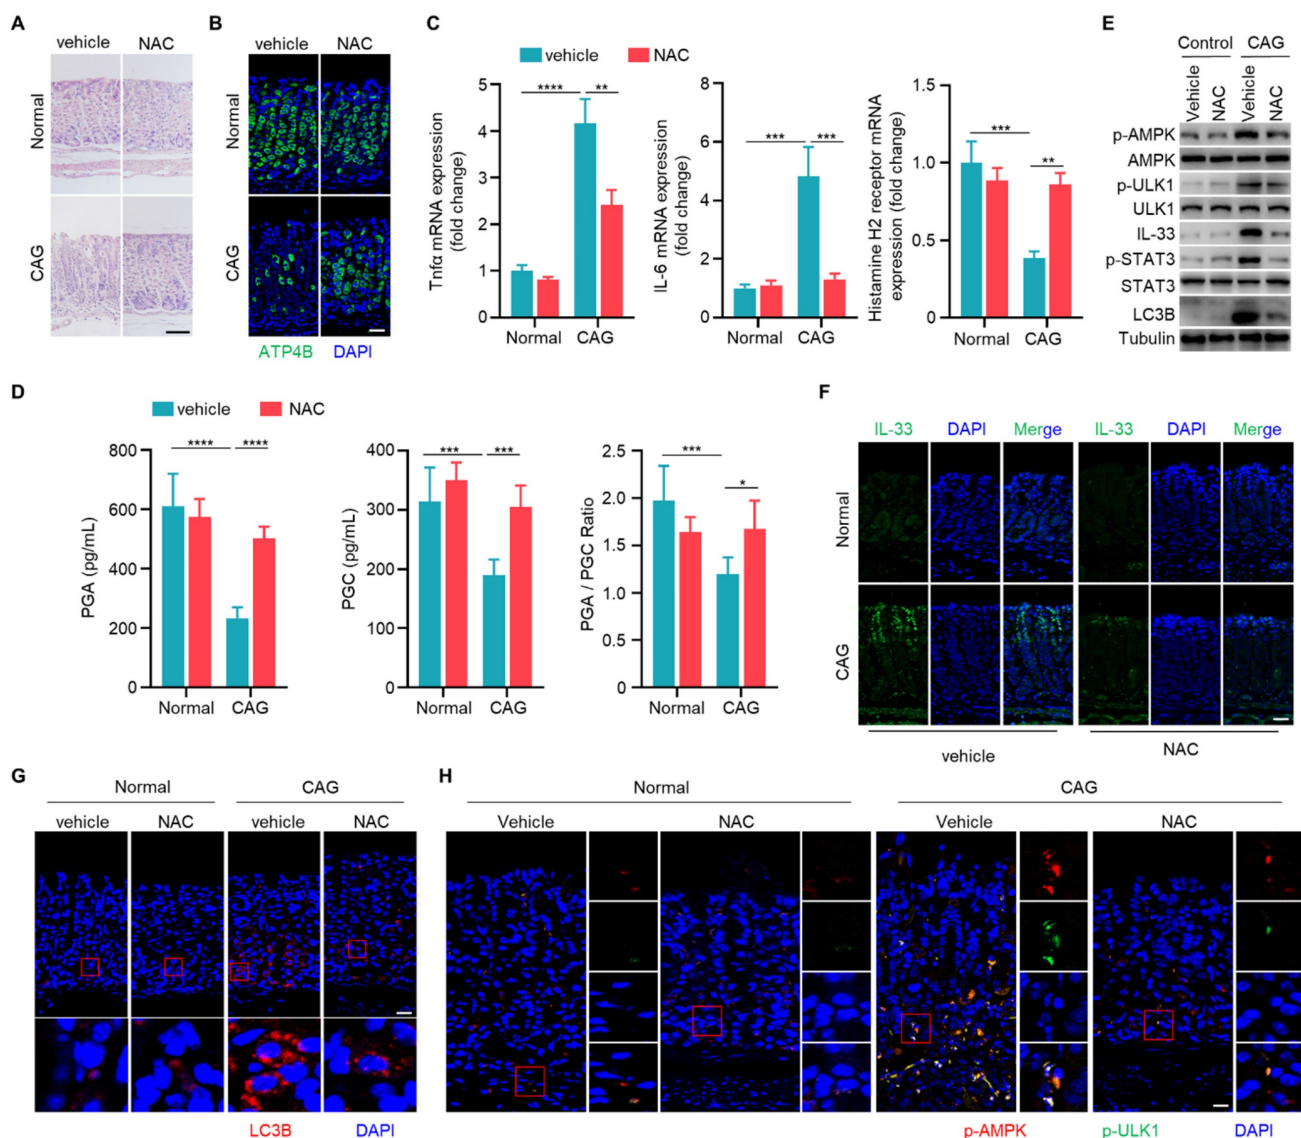 A
vehicle NAC
Normal
CAG
B
vehicle NAC
Normal
CAG
ATP4B DAPI
C
vehicle NAC
Tnfα mRNA expression
(fold change)
5
4
3
2
1
0
**** **
Normal CAG
IL-6 mRNA expression
(fold change)
8
6
4
2
0
*** ***
Normal CAG
Histamine H2 receptor mRNA
expression (fold change)
1.5
1.0
0.5
0.0
***
**
Normal CAG
E
Control CAG
Vehicle NAC Vehicle NAC
p-AMPK
AMPK
p-ULK1
ULK1
IL-33
p-STAT3
STAT3
LC3B
Tubulin
D
vehicle NAC
PGA (pg/mL)
800
600
400
200
0
**** ****
Normal CAG
PGC (pg/mL)
400
300
200
100
0
*** ***
Normal CAG
PGA / PGC Ratio
2.5
2.0
1.5
1.0
0.5
0
***
*
Normal CAG
F
IL-33 DAPI Merge IL-33 DAPI Merge
Normal
CAG
vehicle NAC
G
Normal CAG
vehicle NAC vehicle NAC
LC3B DAPI
H
Normal CAG
Vehicle NAC Vehicle NAC
p-AMPK p-ULK1 DAPI